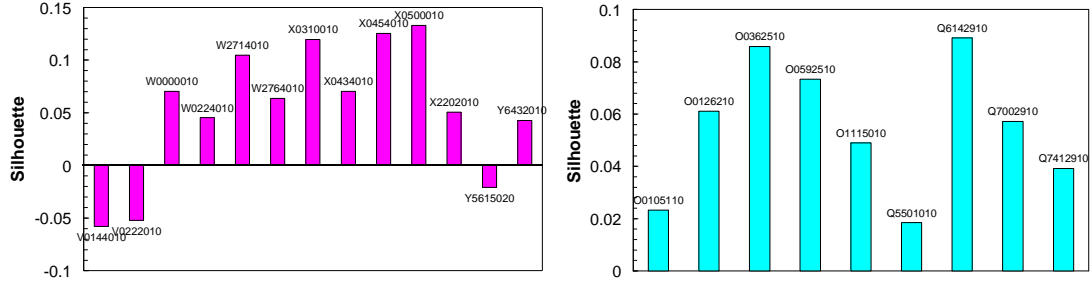 Silhouette
0.15
0.1
0.05
0
-0.05
-0.1
V0144010
V0222010
W0000010
W0224010
W2714010
W2764010
X0310010
X0434010
X0454010
X0500010
X2202010
Y5615020
Y6432010
Silhouette
0.1
0.08
0.06
0.04
0.02
0
O0105110
O0126210
O0362510
O0592510
O1115010
Q5501010
Q6142910
Q7002910
Q7412910